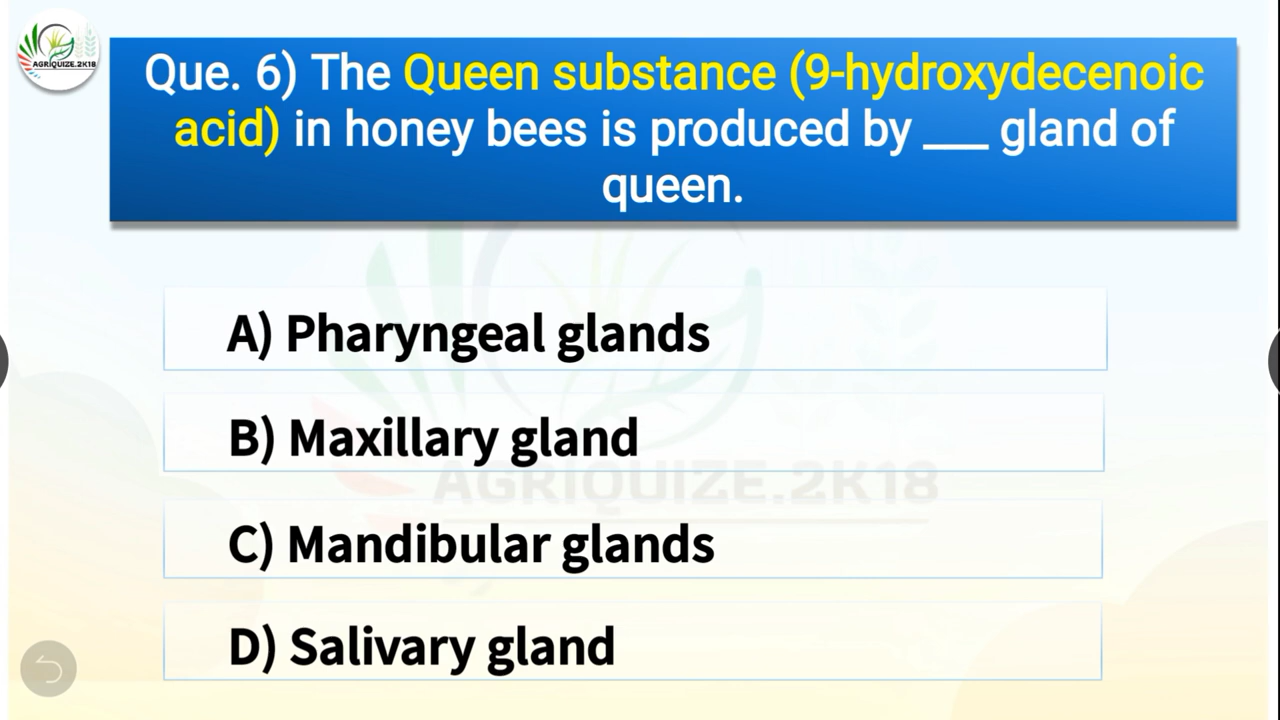 AGRIQUIZE.2K18
Que. 6) The Queen substance (9-hydroxydecenoic
acid) in honey bees is produced by ___ gland of
queen.
A) Pharyngeal glands
B) Maxillary gland
AGRIQUIZE.2K18
C) Mandibular glands
D) Salivary gland